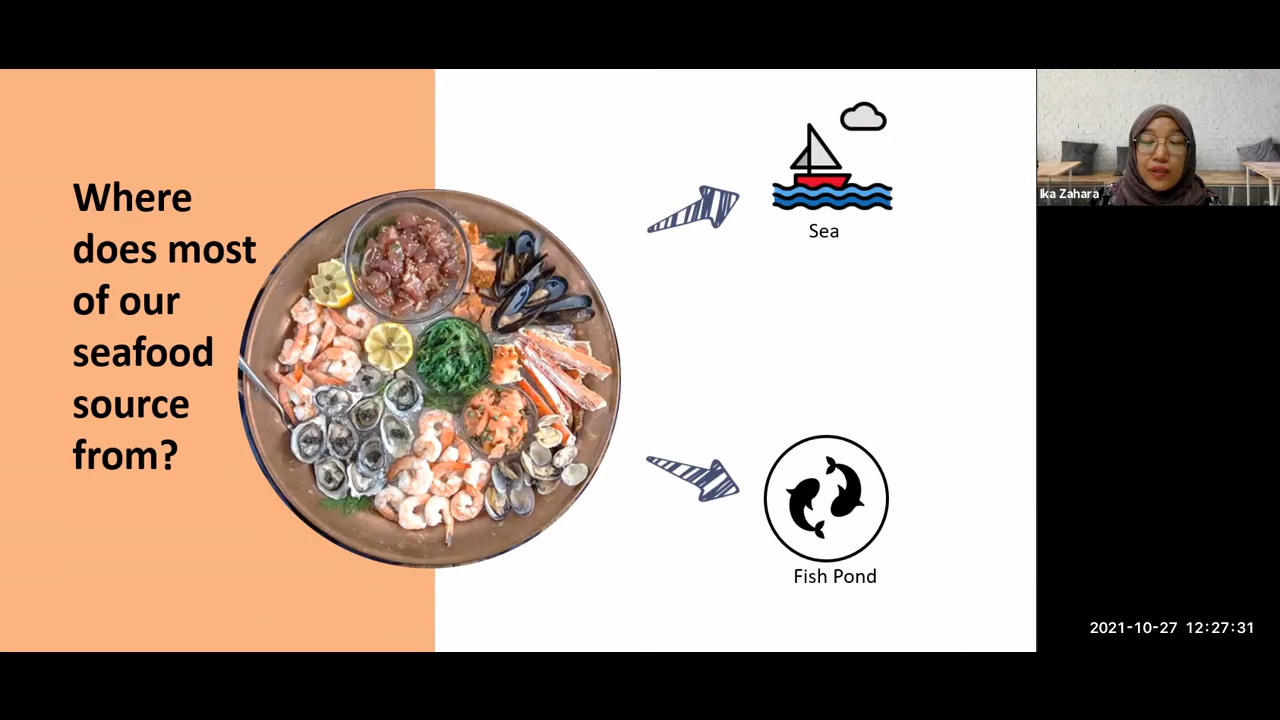 Where
does most
of our
seafood
source
from?
Sea
Fish Pond
Ika Zahara
2021-10-27 12:27:31